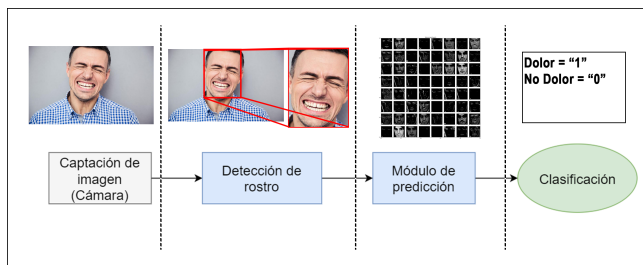 Dolor = “1”
No Dolor = “0”
Captación de
imagen
(Cámara)
Detección de
rostro
Módulo de
predicción
Clasificación